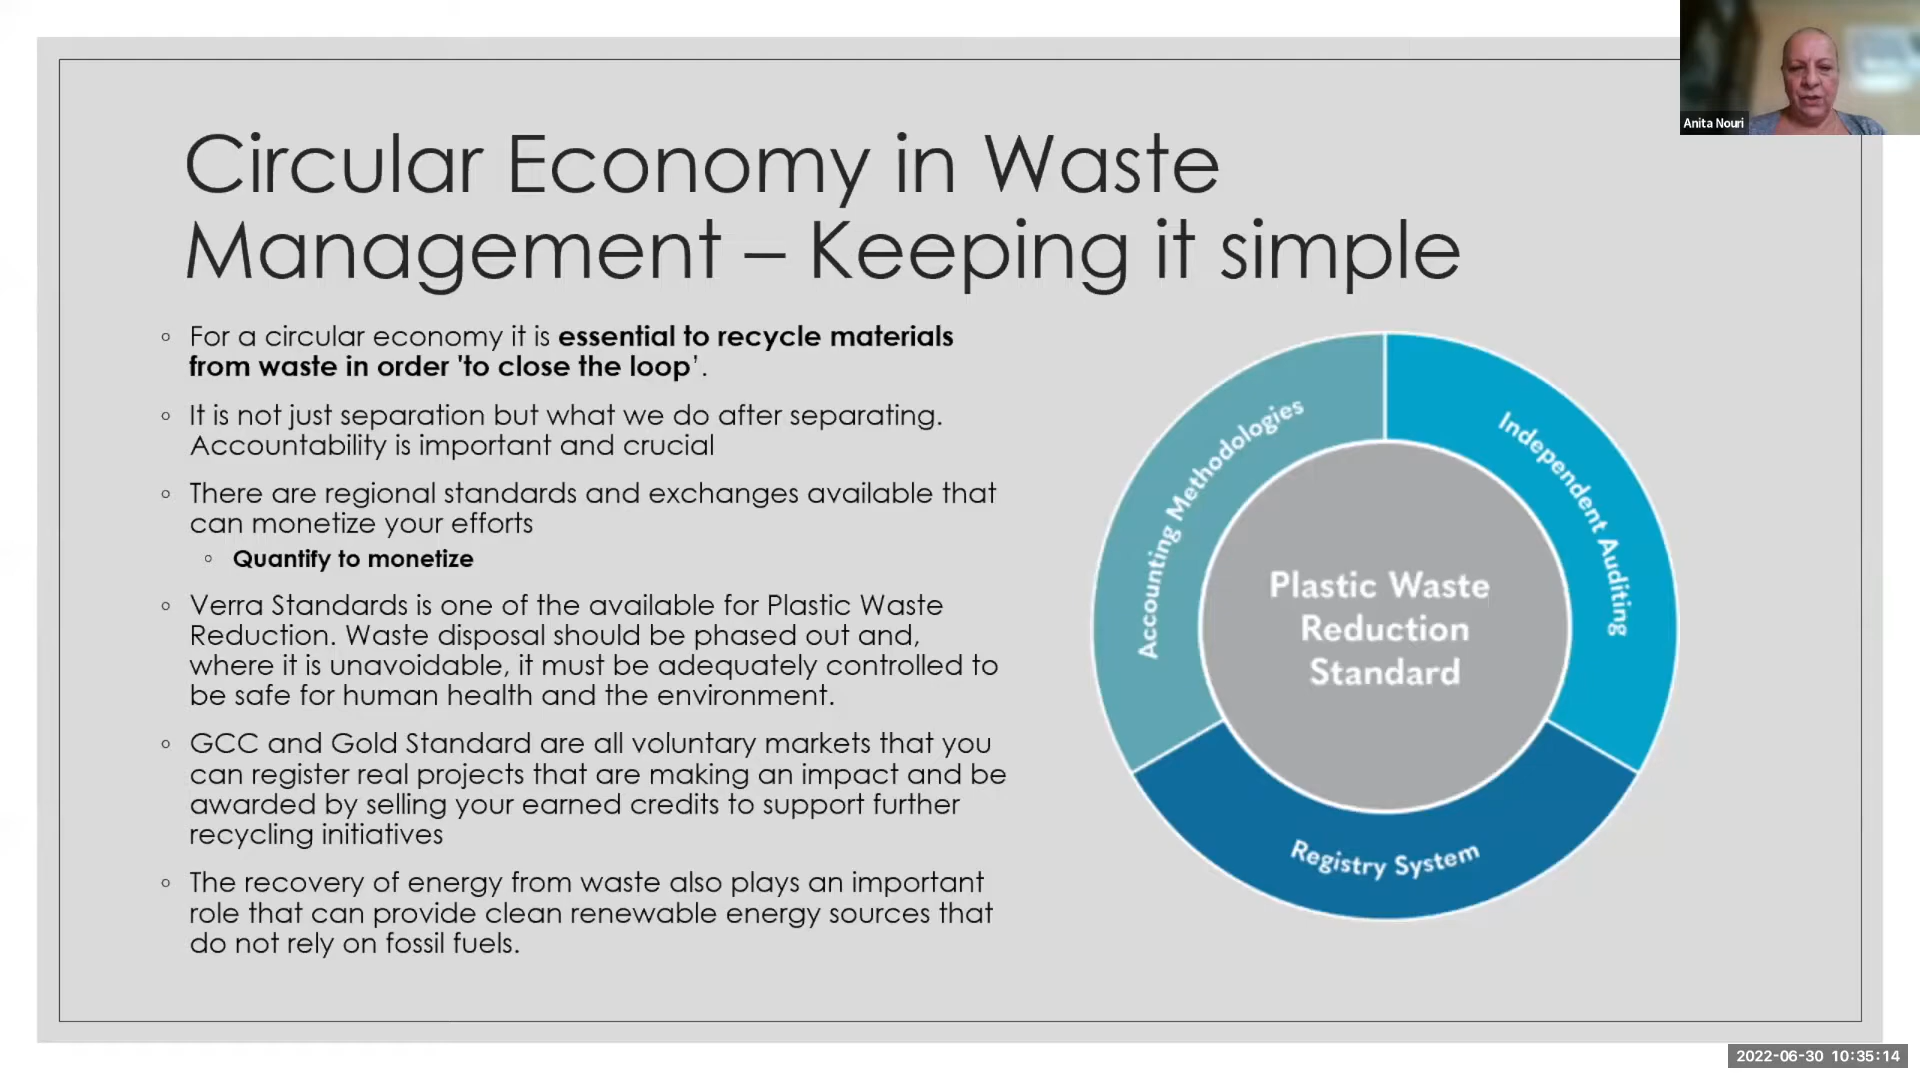 Anita Nouri
Circular Economy in Waste
Management – Keeping it simple
◦ For a circular economy it is essential to recycle materials
from waste in order 'to close the loop'.
◦ It is not just separation but what we do after separating.
Accountability is important and crucial
◦ There are regional standards and exchanges available that
can monetize your efforts
◦ Quantify to monetize
◦ Verra Standards is one of the available for Plastic Waste
Reduction. Waste disposal should be phased out and,
where it is unavoidable, it must be adequately controlled to
be safe for human health and the environment.
◦ GCC and Gold Standard are all voluntary markets that you
can register real projects that are making an impact and be
awarded by selling your earned credits to support further
recycling initiatives
◦ The recovery of energy from waste also plays an important
role that can provide clean renewable energy sources that
do not rely on fossil fuels.
Accounting Methodologies
Independent Auditing
Plastic Waste
Reduction
Standard
Registry System
2022-06-30 10:35:14